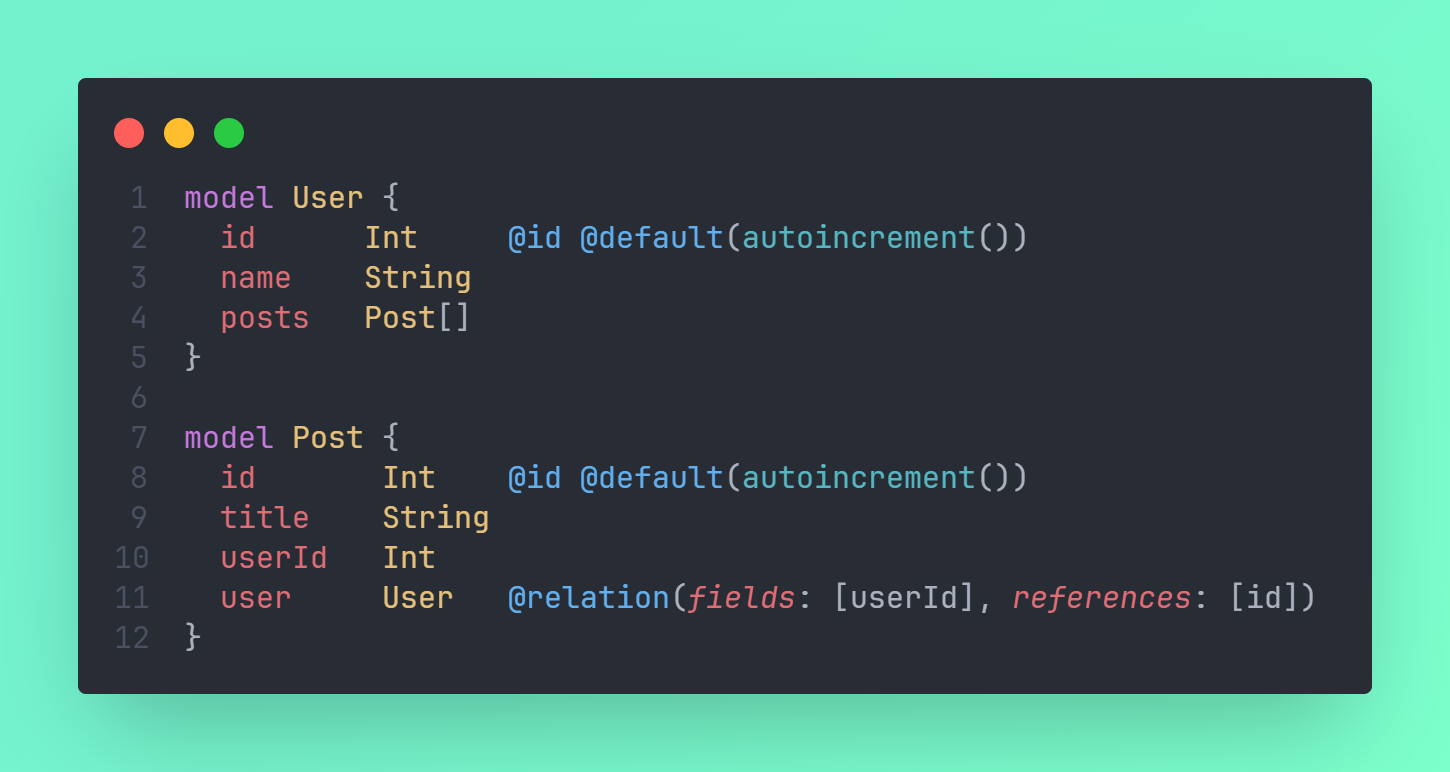 1 model User {
2   id      Int     @id @default(autoincrement())
3   name    String
4   posts   Post[]
5 }
6
7 model Post {
8   id       Int    @id @default(autoincrement())
9   title    String
10   userId   Int
11   user     User   @relation(fields: [userId], references: [id])
12 }